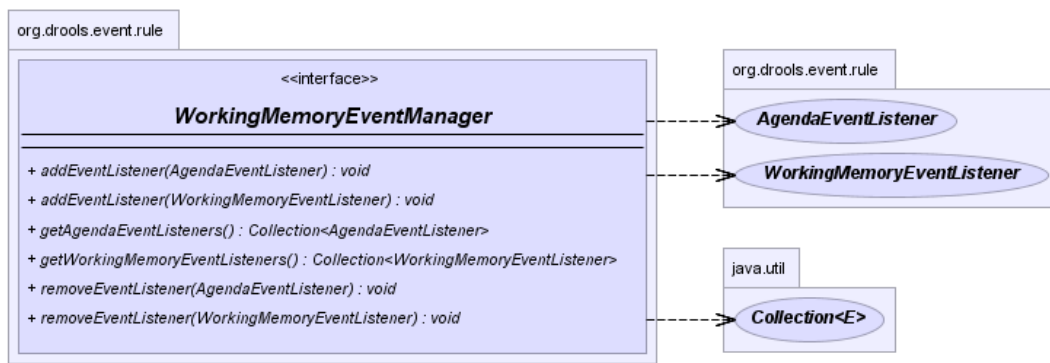 org.drools.event.rule
<<interface>>
WorkingMemoryEventManager
+ addEventListener(AgendaEventListener) : void
+ addEventListener(WorkingMemoryEventListener) : void
+ getAgendaEventListeners() : Collection<AgendaEventListener>
+ getWorkingMemoryEventListeners() : Collection<WorkingMemoryEventListener>
+ removeEventListener(AgendaEventListener) : void
+ removeEventListener(WorkingMemoryEventListener) : void
org.drools.event.rule
AgendaEventListener
WorkingMemoryEventListener
java.util
Collection<E>